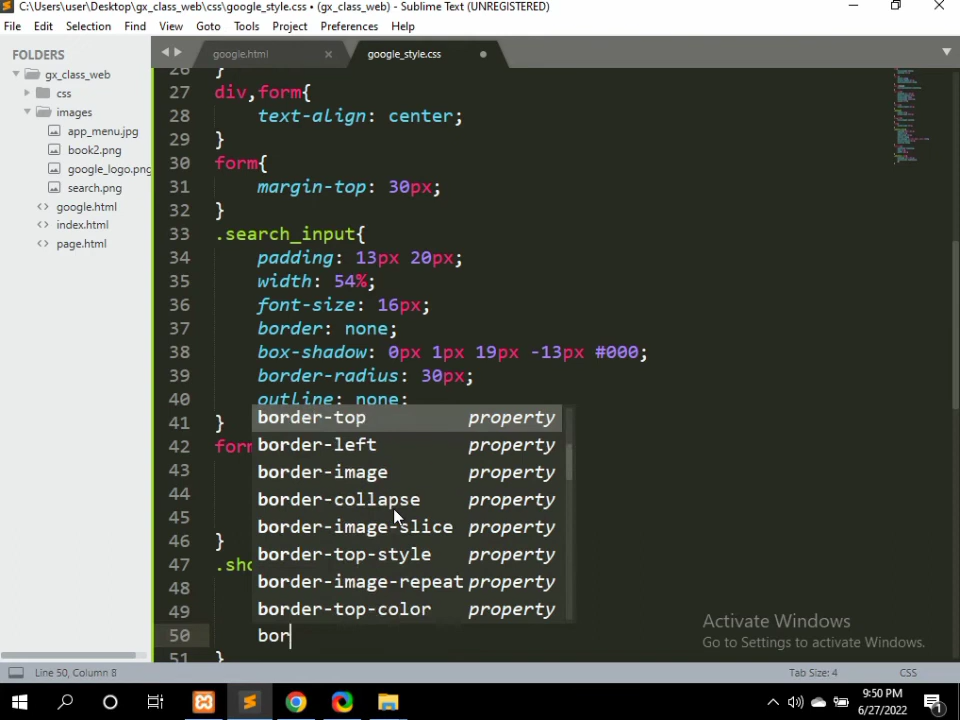 C:\Users\user\Desktop\gx_class_web\css\google_style.css • (gx_class_web) - Sublime Text (UNREGISTERED)
File Edit Selection Find View Goto Tools Project Preferences Help
FOLDERS
gx_class_web
css
images
app_menu.jpg
book2.png
google_logo.png
search.png
google.html
index.html
page.html
google.html google_style.css
26 }
27 div,form{
28 text-align: center;
29 }
30 form{
31 margin-top: 30px;
32 }
33 .search_input{
34 padding: 13px 20px;
35 width: 54%;
36 font-size: 16px;
37 border: none;
38 box-shadow: 0px 1px 19px -13px #000;
39 border-radius: 30px;
40 outline: none;
41 }
42 form
43
44
45
46 }
47 .sho
48
49
50 bor
51 }
border-top property
border-left property
border-image property
border-collapse property
border-image-slice property
border-top-style property
border-image-repeat property
border-top-color property
Activate Windows
Go to Settings to activate Windows.
Line 50, Column 8
Tab Size: 4
CSS
9:50 PM
6/27/2022
1